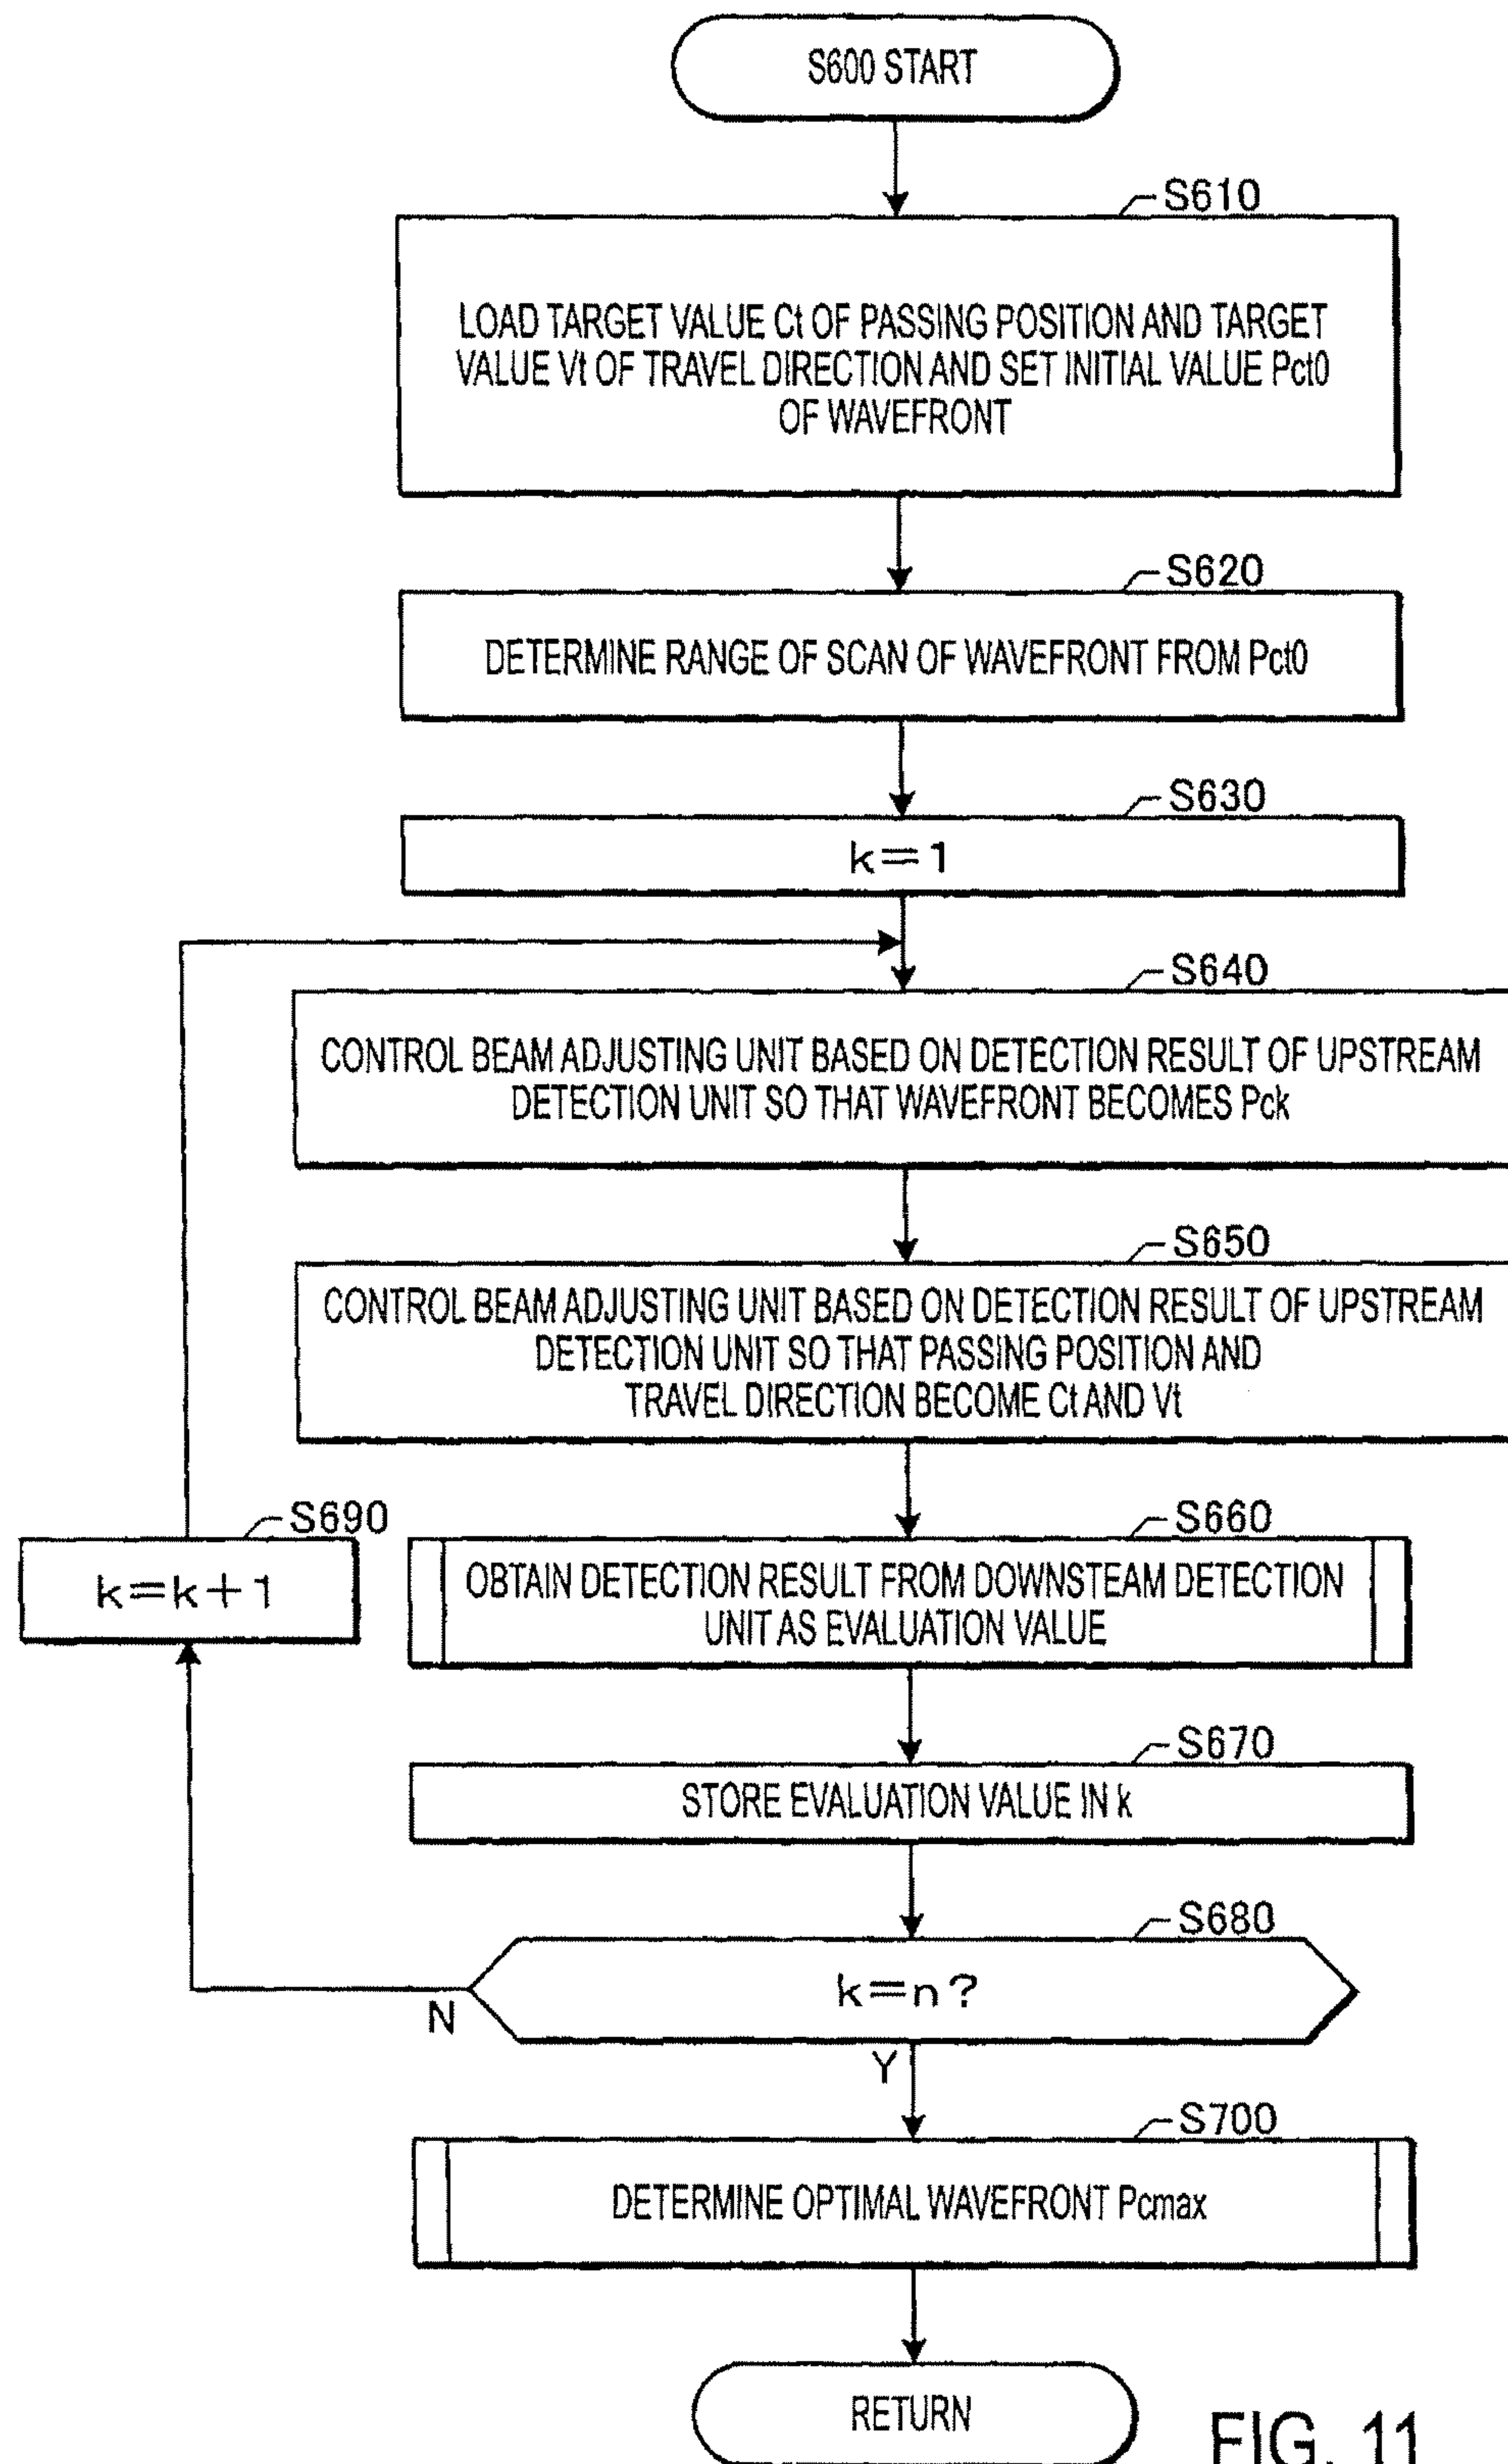 S600 START
S610
LOAD TARGET VALUE Ct OF PASSING POSITION AND TARGET
VALUE Vt OF TRAVEL DIRECTION AND SET INITIAL VALUE Pct0
OF WAVEFRONT
S620
DETERMINE RANGE OF SCAN OF WAVEFRONT FROM Pct0
S630
k=1
S640
CONTROL BEAM ADJUSTING UNIT BASED ON DETECTION RESULT OF UPSTREAM
DETECTION UNIT SO THAT WAVEFRONT BECOMES Pck
S650
CONTROL BEAM ADJUSTING UNIT BASED ON DETECTION RESULT OF UPSTREAM
DETECTION UNIT SO THAT PASSING POSITION AND
TRAVEL DIRECTION BECOME Ct AND Vt
S690
k=k+1
S660
OBTAIN DETECTION RESULT FROM DOWNSTEAM DETECTION
UNIT AS EVALUATION VALUE
S670
STORE EVALUATION VALUE IN k
S680
k=n?
N
Y
S700
DETERMINE OPTIMAL WAVEFRONT Pcmax
RETURN
FIG. 11